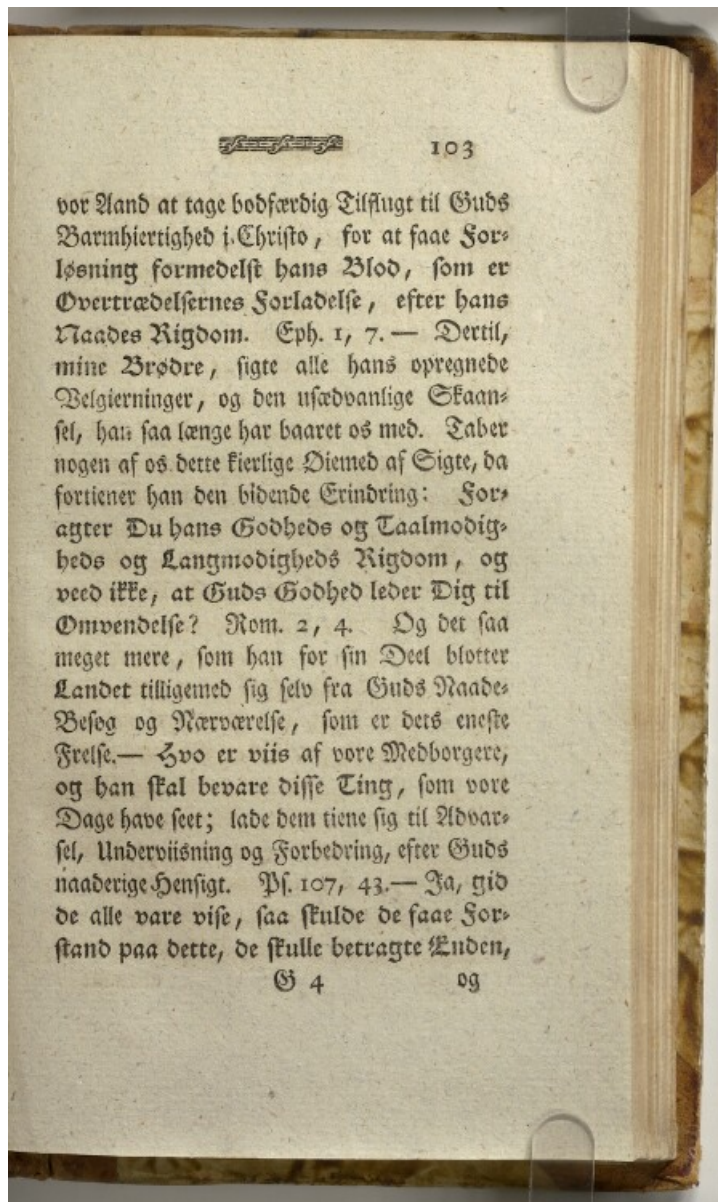 103
vor Aand at tage bodfærdig Tilflugt til Guds
Barmhiertighed i Christo, for at faae For-
løsning formedelst hans Blod, som er
Overtrædelsernes Forladelse, efter hans
Naades Rigdom. Eph. 1, 7. — Dertil,
mine Brødre, sigte alle hans opregnede
Velgierninger, og den usædvanlige Skaan-
sel, han saa længe har baaret os med. Taber
nogen af os dette kierlige Øiemed af Sigte, da
fortiener han den bidende Erindring: For-
agter Du hans Godheds og Taalmodig-
heds og Langmodigheds Rigdom, og
veed ikke, at Guds Godhed leder Dig til
Omvendelse? Rom. 2, 4. Og det saa
meget mere, som han for sin Deel blotter
Landet tilligemed sig selv fra Guds Naade-
Besøg og Nærværelse, som er dets eneste
Frelse. — Hvo er viis af vore Medborgere,
og han skal bevare disse Ting, som vore
Dage have seet; lade dem tiene sig til Advar-
sel, Underviisning og Forbedring, efter Guds
naaderige Hensigt. Ps. 107, 43. — Ja, gid
de alle vare vise, saa skulde de faae For-
stand paa dette, de skulle betragte Enden,
G 4 og